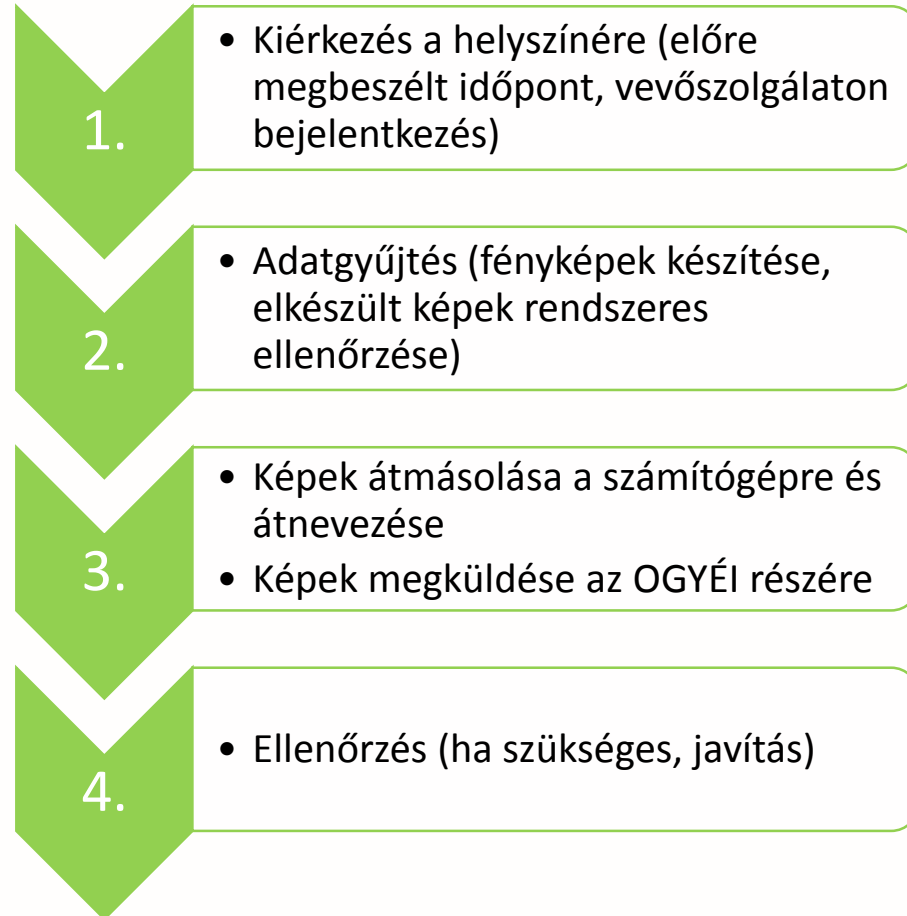 1.
• Kiérkezés a helyszínére (előre
megbeszélt időpont, vevőszolgálaton
bejelentkezés)
2.
• Adatgyűjtés (fényképek készítése,
elkészült képek rendszeres
ellenőrzése)
3.
• Képek átmásolása a számítógépre és
átnevezése
• Képek megküldése az OGYÉI részére
4.
• Ellenőrzés (ha szükséges, javítás)